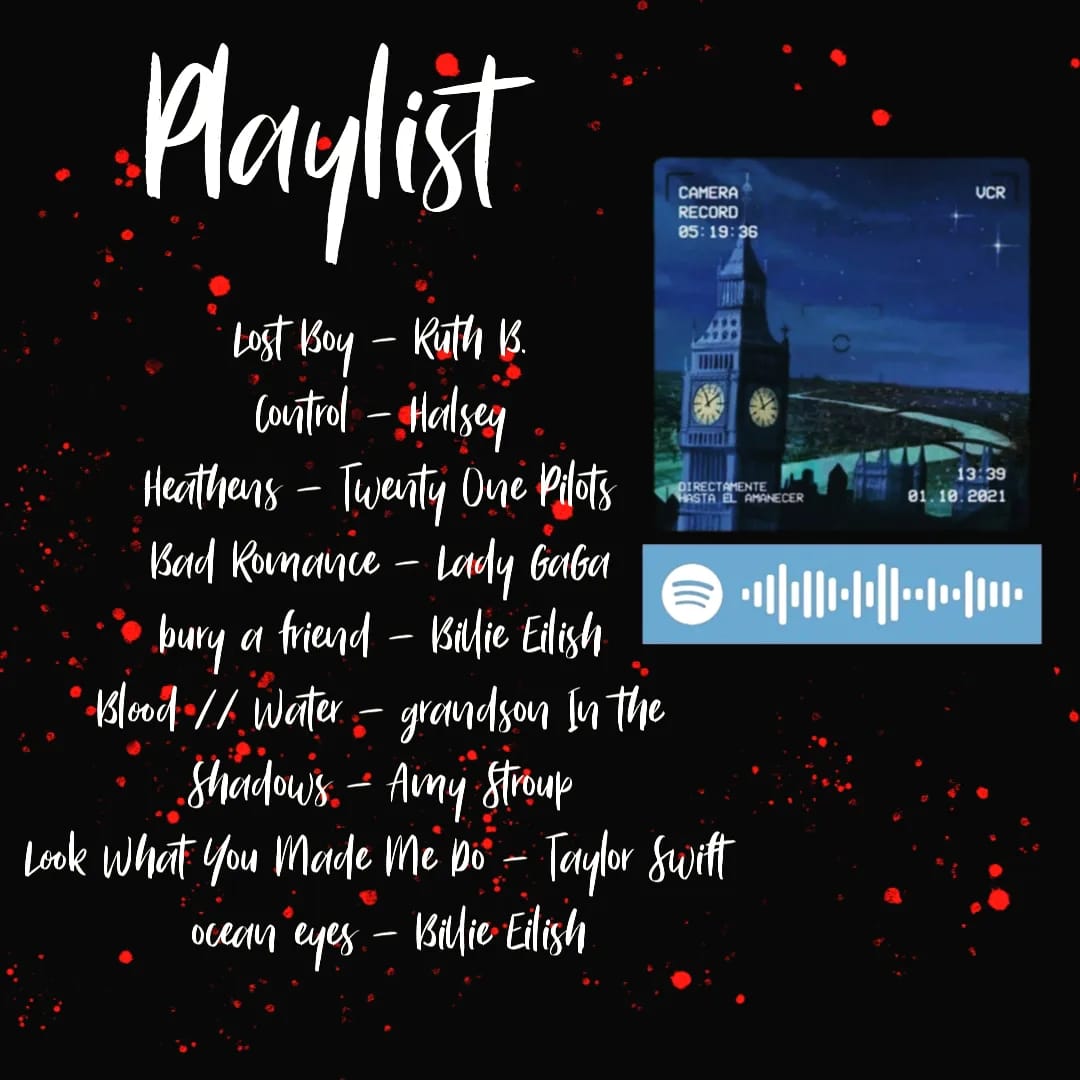 Playlist
Lost Boy – Ruth B.
Control – Halsey
Heathens – Twenty One Pilots
Bad Romance – Lady GaGa
bury a friend – Billie Eilish
Blood // Water – grandson In the
Shadows – Amy Stroup
Look What You Made Me Do – Taylor Swift
ocean eyes – Billie Eilish
CAMERA
RECORD
05:19:36
VCR
DIRECTAMENTE
HASTA EL AMANECER
13:39
01.10.2021